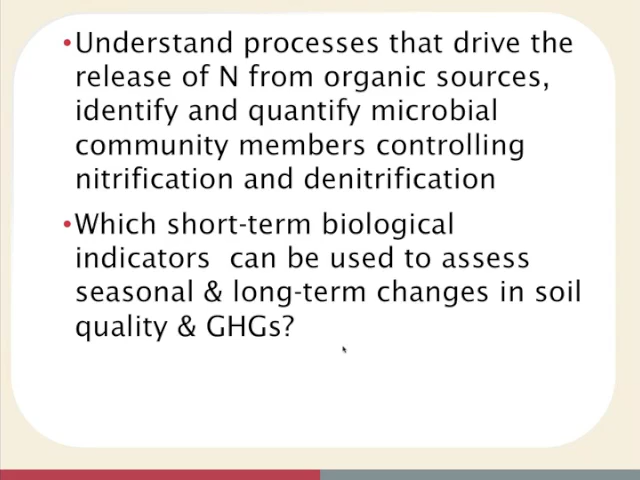 •Understand processes that drive the
release of N from organic sources,
identify and quantify microbial
community members controlling
nitrification and denitrification
•Which short-term biological
indicators  can be used to assess
seasonal & long-term changes in soil
quality & GHGs?